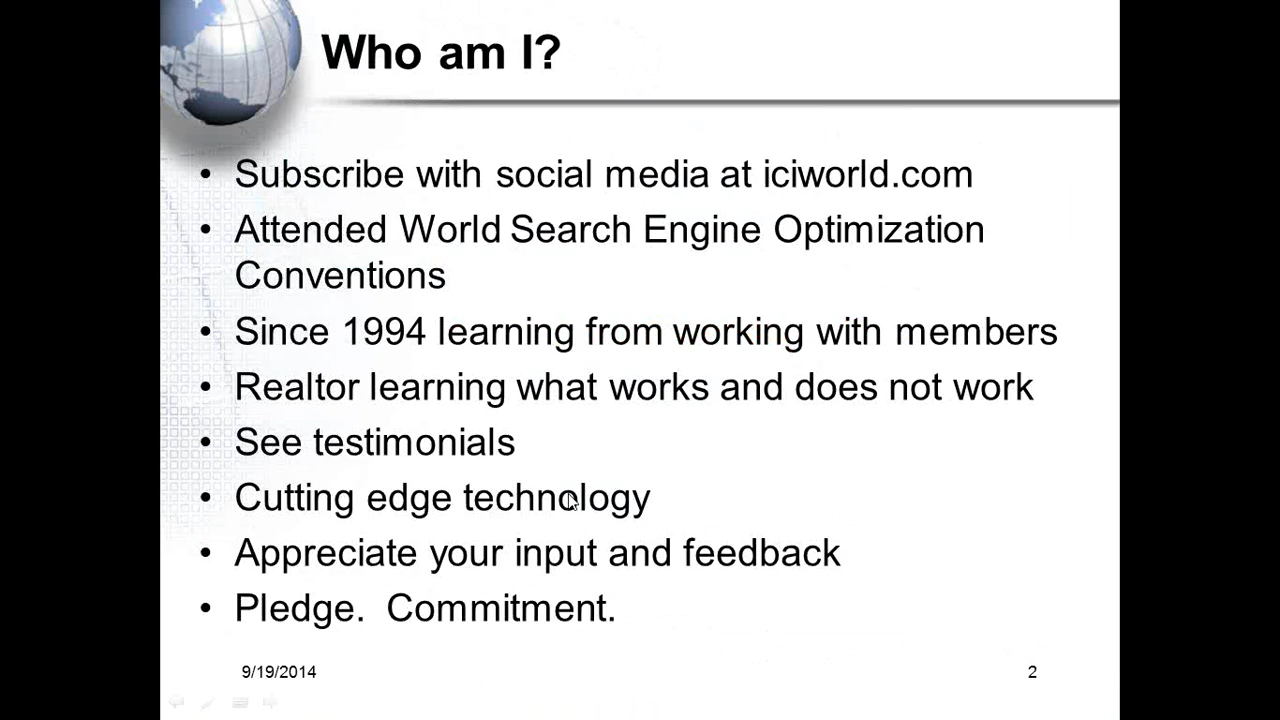 Who am I?
• Subscribe with social media at iciworld.com
• Attended World Search Engine Optimization
Conventions
• Since 1994 learning from working with members
• Realtor learning what works and does not work
• See testimonials
• Cutting edge technology
• Appreciate your input and feedback
• Pledge.  Commitment.
9/19/2014
2